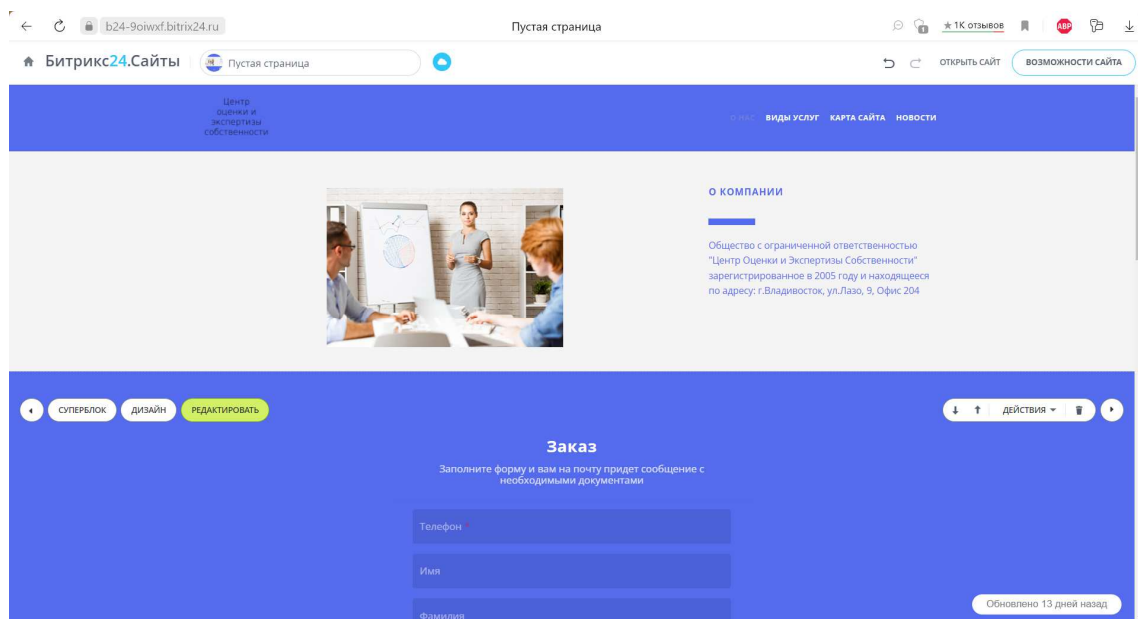 b24-9oiwxf.bitrix24.ru
Пустая страница
★ 1K отзывов
ABP
Битрикс24.Сайты
Пустая страница
ОТКРЫТЬ САЙТ
ВОЗМОЖНОСТИ САЙТА
Центр
оценки и
экспертизы
собственности
О НАС ВИДЫ УСЛУГ КАРТА САЙТА НОВОСТИ
О КОМПАНИИ
Общество с ограниченной ответственностью
"Центр Оценки и Экспертизы Собственности"
зарегистрированное в 2005 году и находящееся
по адресу: г.Владивосток, ул.Лазо, 9, Офис 204
СУПЕРБЛОК
ДИЗАЙН
РЕДАКТИРОВАТЬ
ДЕЙСТВИЯ
Заказ
Заполните форму и вам на почту придет сообщение с
необходимыми документами
Телефон *
Имя
Фамилия
Обновлено 13 дней назад